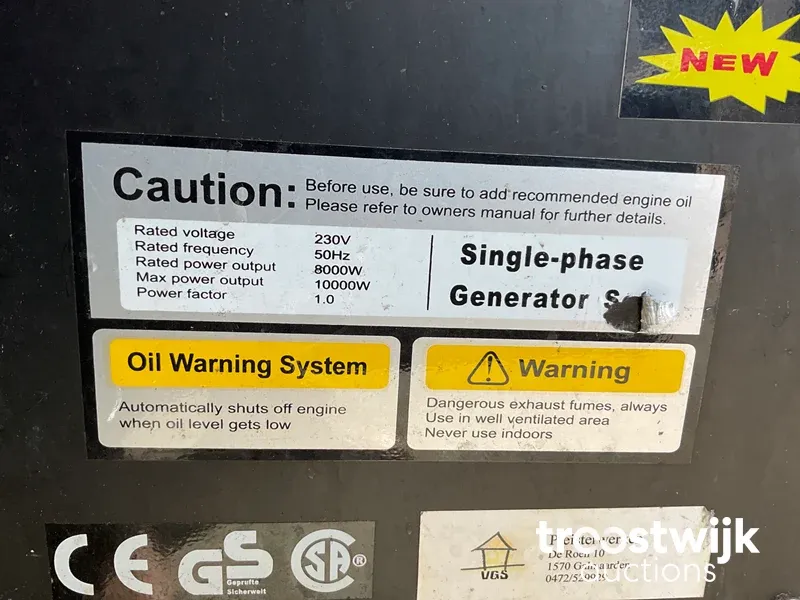 NEW
Caution: Before use, be sure to add recommended engine oil
Please refer to owners manual for further details.
Rated voltage 230V
Rated frequency 50Hz
Rated power output 8000W
Max power output 10000W
Power factor 1.0
Single-phase
Generator
Oil Warning System
Automatically shuts off engine
when oil level gets low
Warning
Dangerous exhaust fumes, always
Use in well ventilated area
Never use indoors
CE GS Geprüfte Sicherheit SA ®
VGS
De Roen 10
1570
troostwijk
auctions